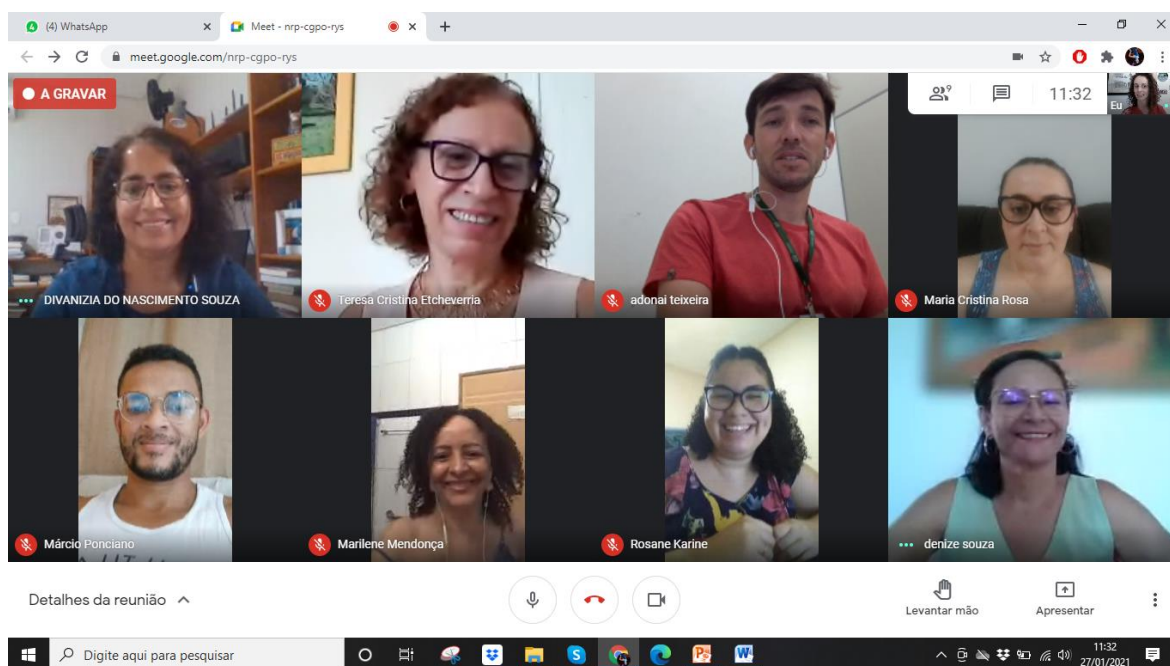 (4) WhatsApp
Meet - nrp-cgpo-rys
meet.google.com/nrp-cgpo-rys
A GRAVAR
9
11:32
Eu
DIVANIZIA DO NASCIMENTO SOUZA
Teresa Cristina Etcheverria
adonai teixeira
Maria Cristina Rosa
Márcio Ponciano
Marilene Mendonça
Rosane Karine
denize souza
Detalhes da reunião
Levantar mão
Apresentar
Digite aqui para pesquisar
11:32
27/01/2021